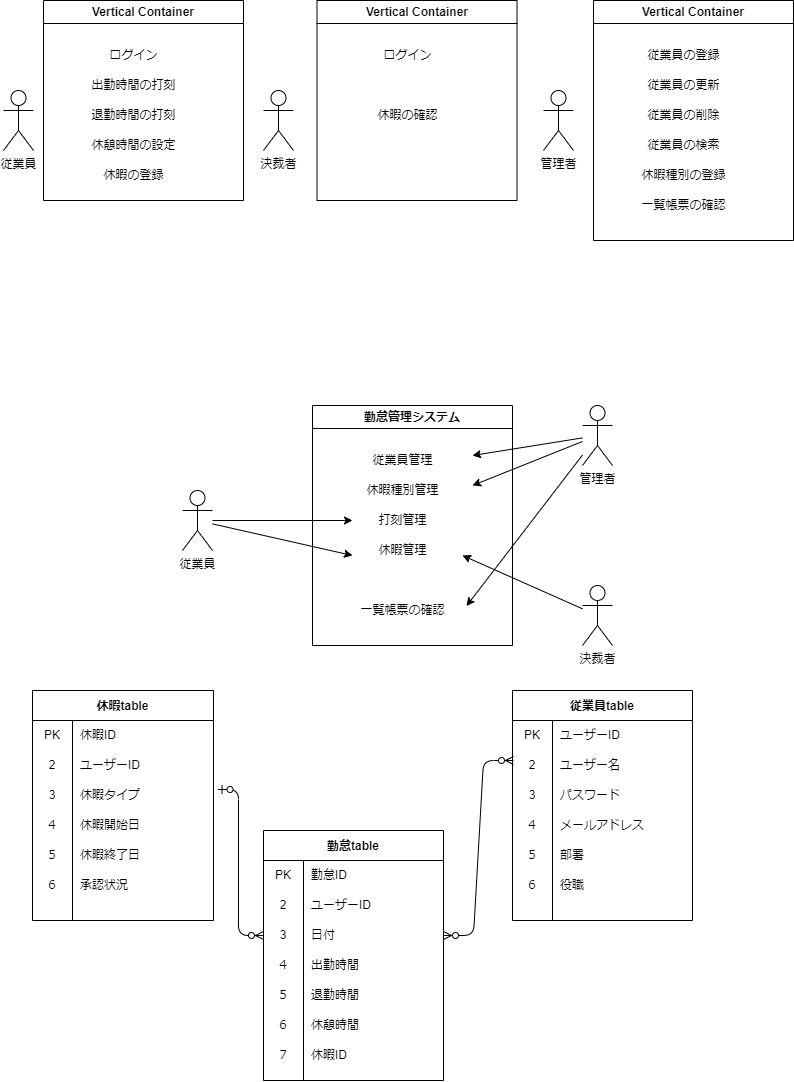 Vertical Container
ログイン
出勤時間の打刻
退勤時間の打刻
休憩時間の設定
休暇の登録
従業員
Vertical Container
ログイン
休暇の確認
決裁者
Vertical Container
従業員の登録
従業員の更新
従業員の削除
従業員の検索
休暇種別の登録
一覧帳票の確認
管理者
勤怠管理システム
従業員管理
休暇種別管理
打刻管理
休暇管理
一覧帳票の確認
従業員
管理者
決裁者
休暇table
PK 休暇ID
2 ユーザーID
3 休暇タイプ
4 休暇開始日
5 休暇終了日
6 承認状況
勤怠table
PK 勤怠ID
2 ユーザーID
3 日付
4 出勤時間
5 退勤時間
6 休憩時間
7 休暇ID
従業員table
PK ユーザーID
2 ユーザー名
3 パスワード
4 メールアドレス
5 部署
6 役職